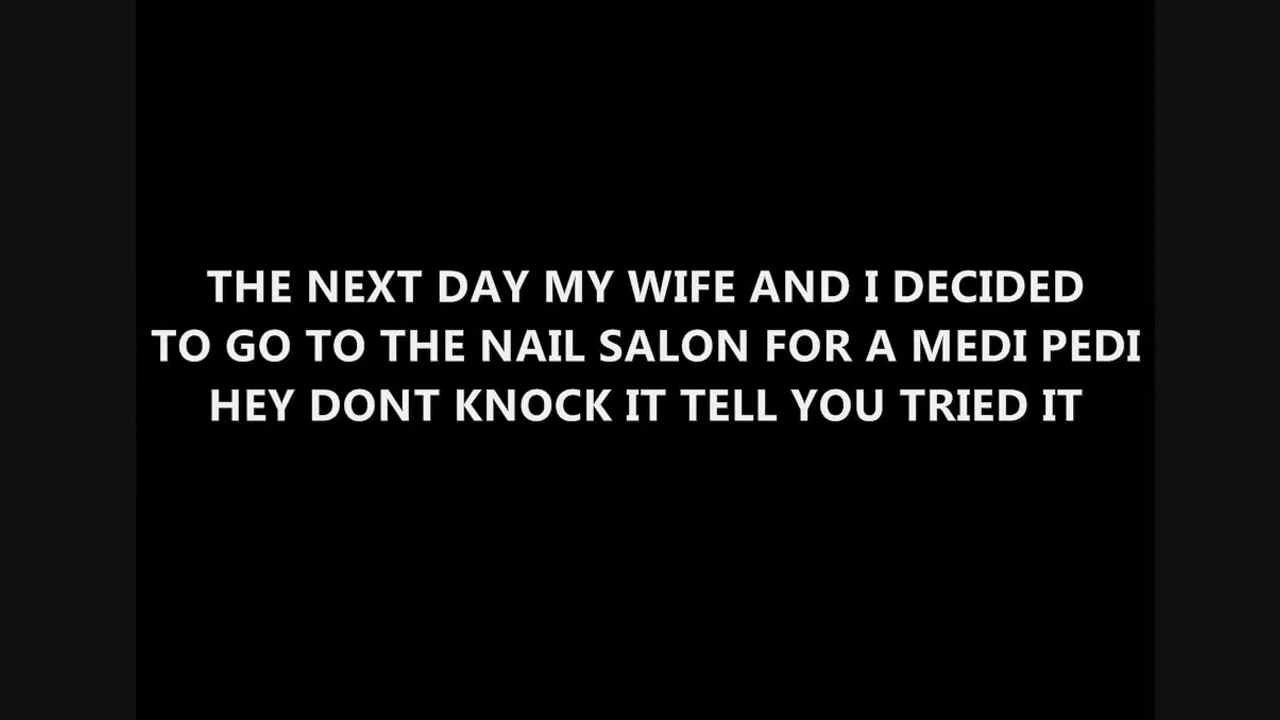 THE NEXT DAY MY WIFE AND I DECIDED
TO GO TO THE NAIL SALON FOR A MEDI PEDI
HEY DONT KNOCK IT TELL YOU TRIED IT